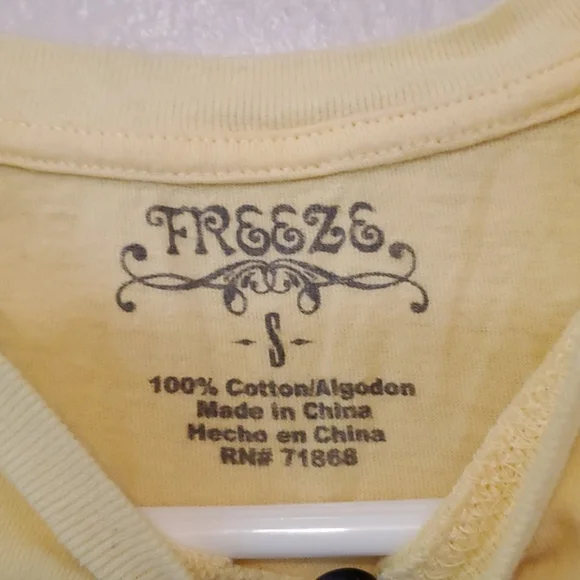 FREEZE
-S-
100% Cotton/Algodon
Made in China
Hecho en China
RN# 71868